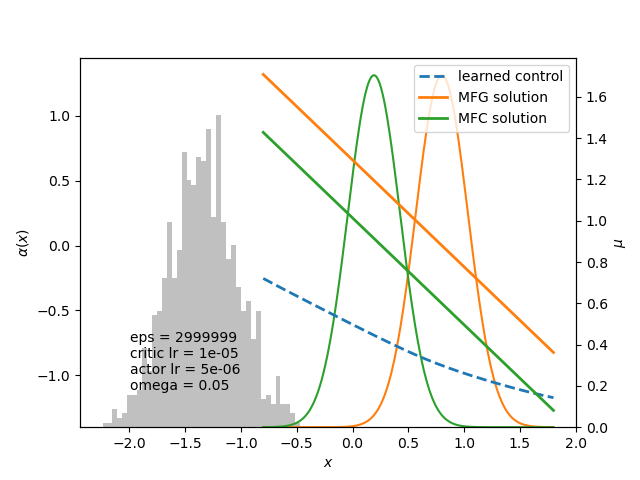 learned control
MFG solution
MFC solution
eps = 2999999
critic lr = 1e-05
actor lr = 5e-06
omega = 0.05
α(x)
1.0
0.5
0.0
−0.5
−1.0
μ
1.6
1.4
1.2
1.0
0.8
0.6
0.4
0.2
0.0
−2.0 −1.5 −1.0 −0.5 0.0 0.5 1.0 1.5 2.0
x